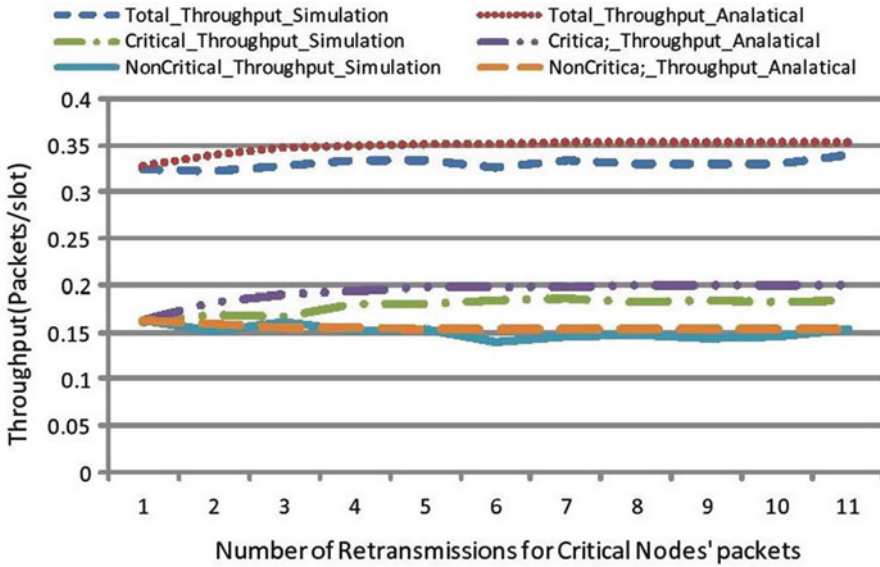 Total_Throughput_Simulation
Total_Throughput_Analatical
Critical_Throughput_Simulation
Critica;_Throughput_Analatical
NonCritical_Throughput_Simulation
NonCritica;_Throughput_Analatical
Throughput(Packets/slot)
0.4
0.35
0.3
0.25
0.2
0.15
0.1
0.05
0
1 2 3 4 5 6 7 8 9 10 11
Number of Retransmissions for Critical Nodes' packets